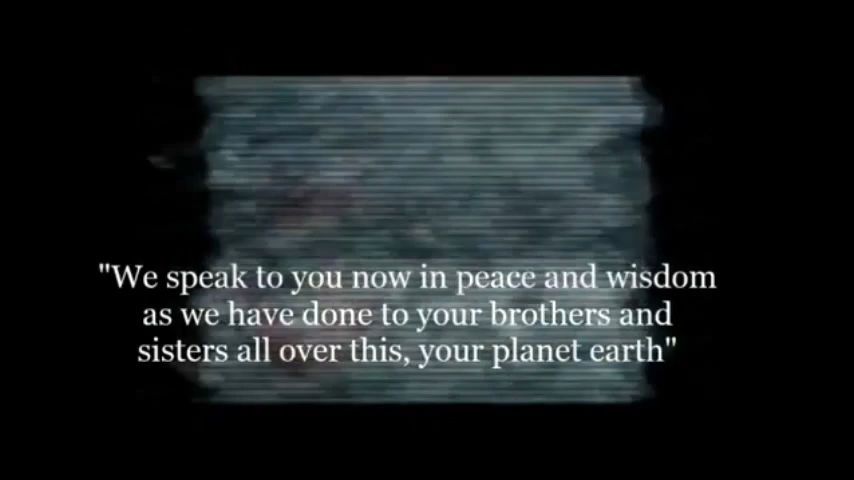 "We speak to you now in peace and wisdom
as we have done to your brothers and
sisters all over this, your planet earth"